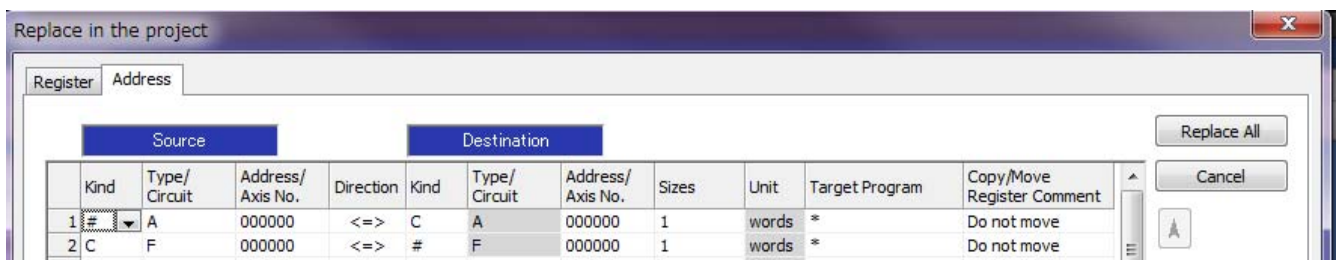 Replace in the project
x
Register Address
Source Destination Replace All
Kind Type/ Circuit Address/ Axis No. Direction Kind Type/ Circuit Address/ Axis No. Sizes Unit Target Program Copy/Move Register Comment Cancel
1 # A 000000 <=> C A 000000 1 words * Do not move
2 C F 000000 <=> # F 000000 1 words * Do not move